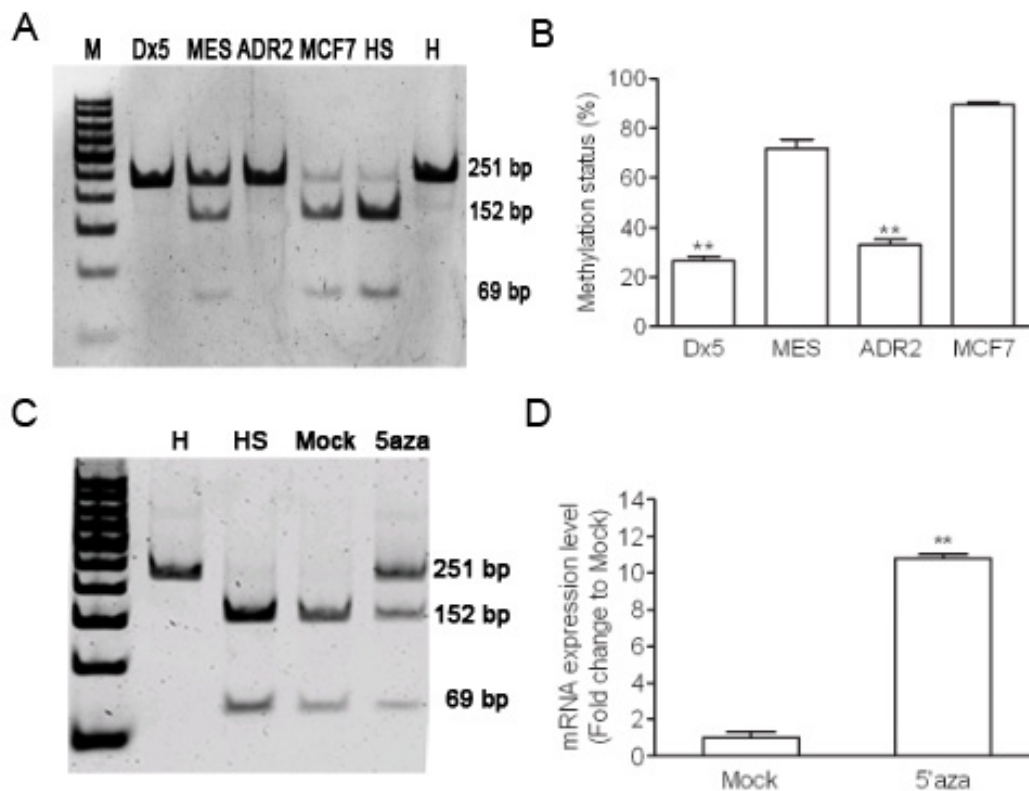 A
M Dx5 MES ADR2 MCF7 HS H
251 bp
152 bp
69 bp
B
Methylation status (%)
100
80
60
40
20
0
**
**
Dx5 MES ADR2 MCF7
C
H HS Mock 5aza
251 bp
152 bp
69 bp
D
mRNA expression level
(Fold change to Mock)
14
12
10
8
6
4
2
0
**
Mock 5'aza